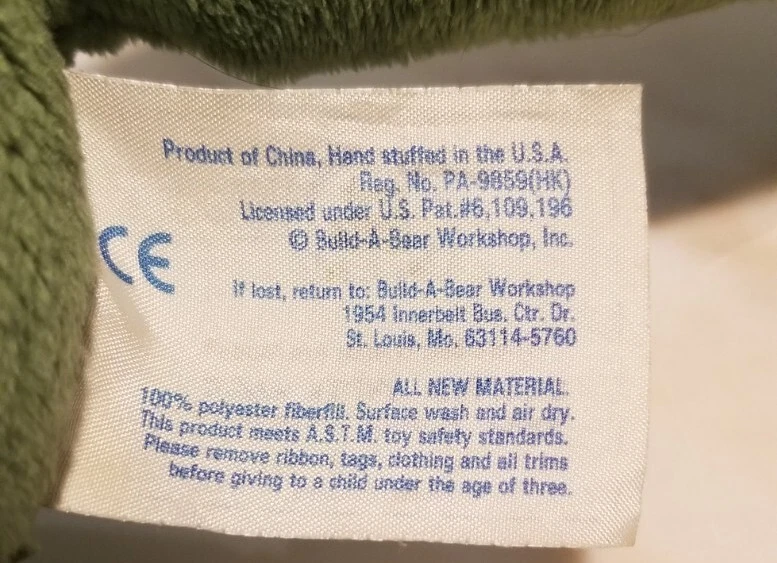 Product of China, Hand stuffed in the U.S.A.
Reg. No. PA-9859(HK)
Licensed under U.S. Pat.#6,109,196
© Build-A-Bear Workshop, Inc.
CE
If lost, return to: Build-A-Bear Workshop
1954 Innerbelt Bus. Ctr. Dr.
St. Louis, Mo. 63114-5760
ALL NEW MATERIAL.
100% polyester fiberfill. Surface wash and air dry.
This product meets A.S.T.M. toy safety standards.
Please remove ribbon, tags, clothing and all trims
before giving to a child under the age of three.